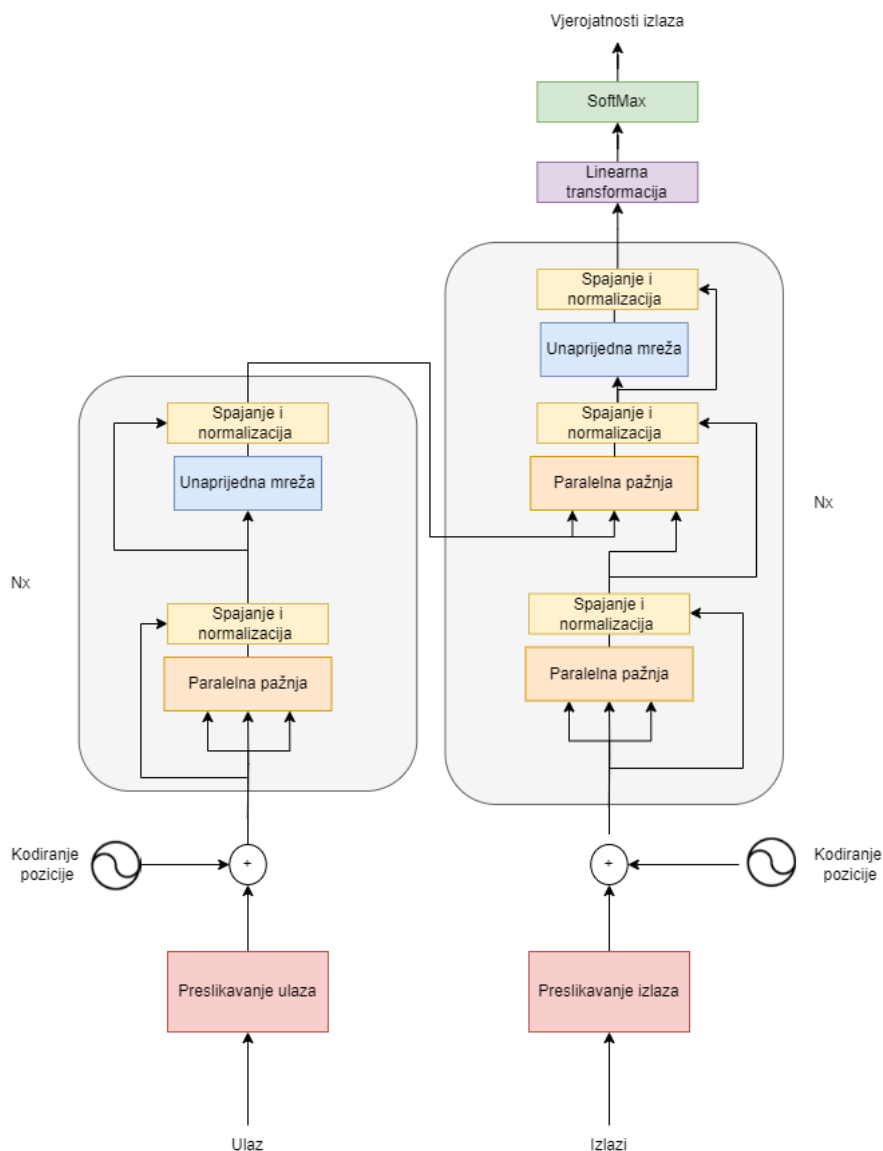 Vjerojatnosti izlaza
SoftMax
Linearna
transformacija
Spajanje i
normalizacija
Unaprijedna mreža
Spajanje i
normalizacija
Paralelna pažnja
Spajanje i
normalizacija
Paralelna pažnja
Nx
Spajanje i
normalizacija
Unaprijedna mreža
Spajanje i
normalizacija
Paralelna pažnja
Nx
Kodiranje
pozicije
+
+
Kodiranje
pozicije
Preslikavanje ulaza
Preslikavanje izlaza
Ulaz
Izlazi